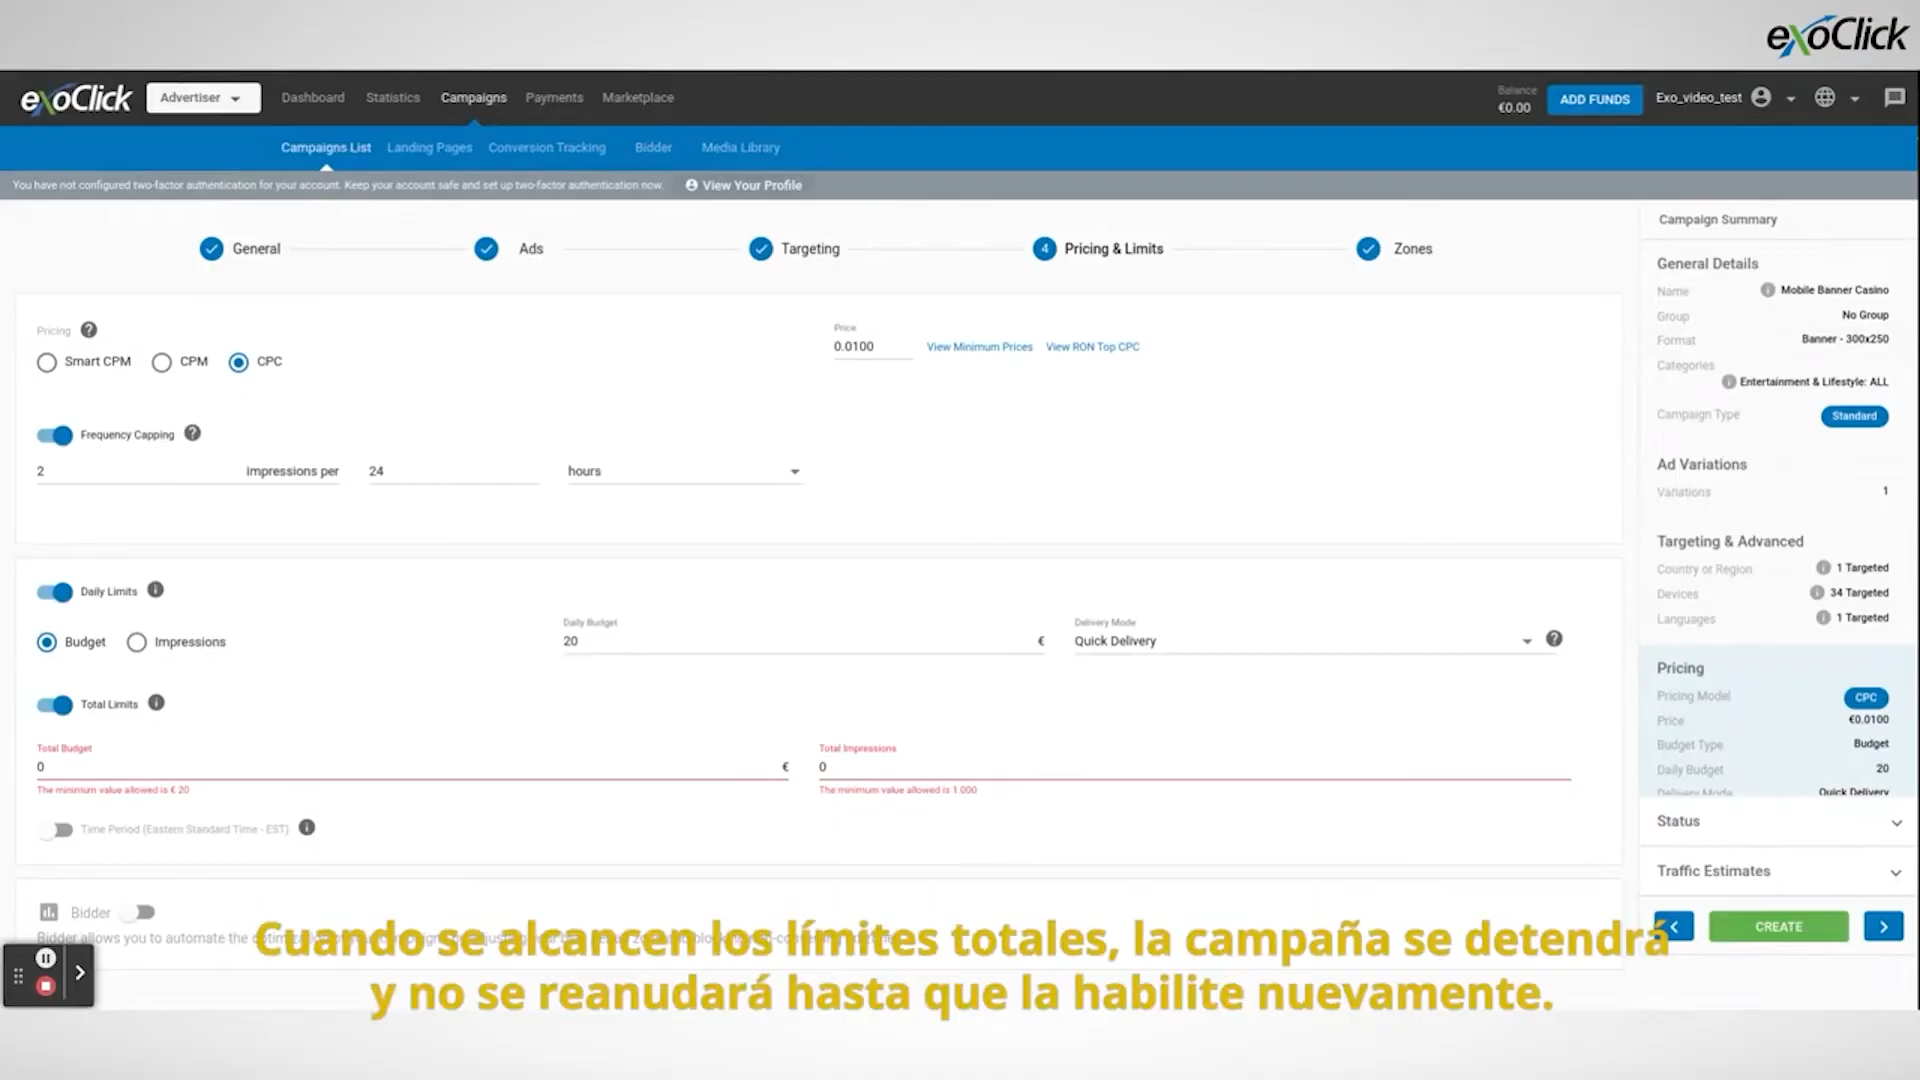 exoClick
exoClick
Advertiser
Dashboard
Statistics
Campaigns
Payments
Marketplace
Balance
€0.00
ADD FUNDS
Exo_video_test
Campaigns List
Landing Pages
Conversion Tracking
Bidder
Media Library
You have not configured two-factor authentication for your account. Keep your account safe and set up two-factor authentication now.
View Your Profile
General
Ads
Targeting
4 Pricing & Limits
Zones
Pricing
Smart CPM
CPM
CPC
Price
0.0100
View Minimum Prices
View RON Top CPC
Frequency Capping
2 impressions per 24 hours
Daily Limits
Budget
Impressions
Daily Budget
20 €
Delivery Mode
Quick Delivery
Total Limits
Total Budget
0 €
The minimum value allowed is € 20
Total Impressions
0
The minimum value allowed is 1.000
Time Period (Eastern Standard Time - EST)
Bidder
Bidder allows you to automate the
Cuando se alcancen los límites totales, la campaña se detendrá
y no se reanudará hasta que la habilite nuevamente.
Campaign Summary
General Details
Name Mobile Banner Casino
Group No Group
Format Banner - 300x250
Categories
Entertainment & Lifestyle: ALL
Campaign Type Standard
Ad Variations
Variations 1
Targeting & Advanced
Country or Region 1 Targeted
Devices 34 Targeted
Languages 1 Targeted
Pricing
Pricing Model CPC
Price €0.0100
Budget Type Budget
Daily Budget 20
Delivery Mode Quick Delivery
Status
Traffic Estimates
CREATE